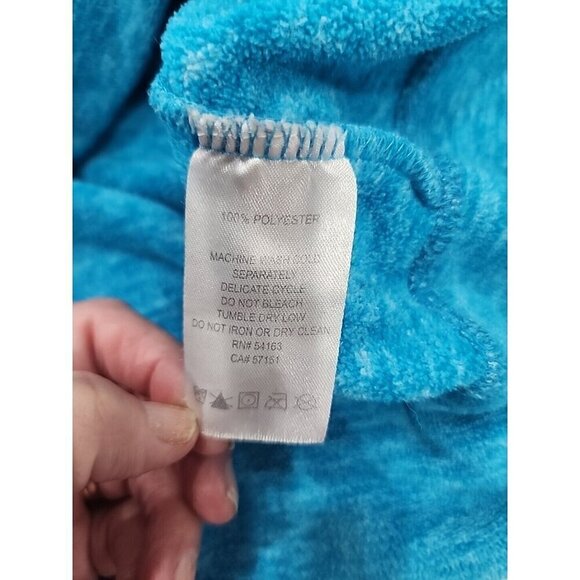 100% POLYESTER
MACHINE WASH COLD
SEPARATELY
DELICATE CYCLE
DO NOT BLEACH
TUMBLE DRY LOW
DO NOT IRON OR DRY CLEAN
RN# 54163
CA# 57151